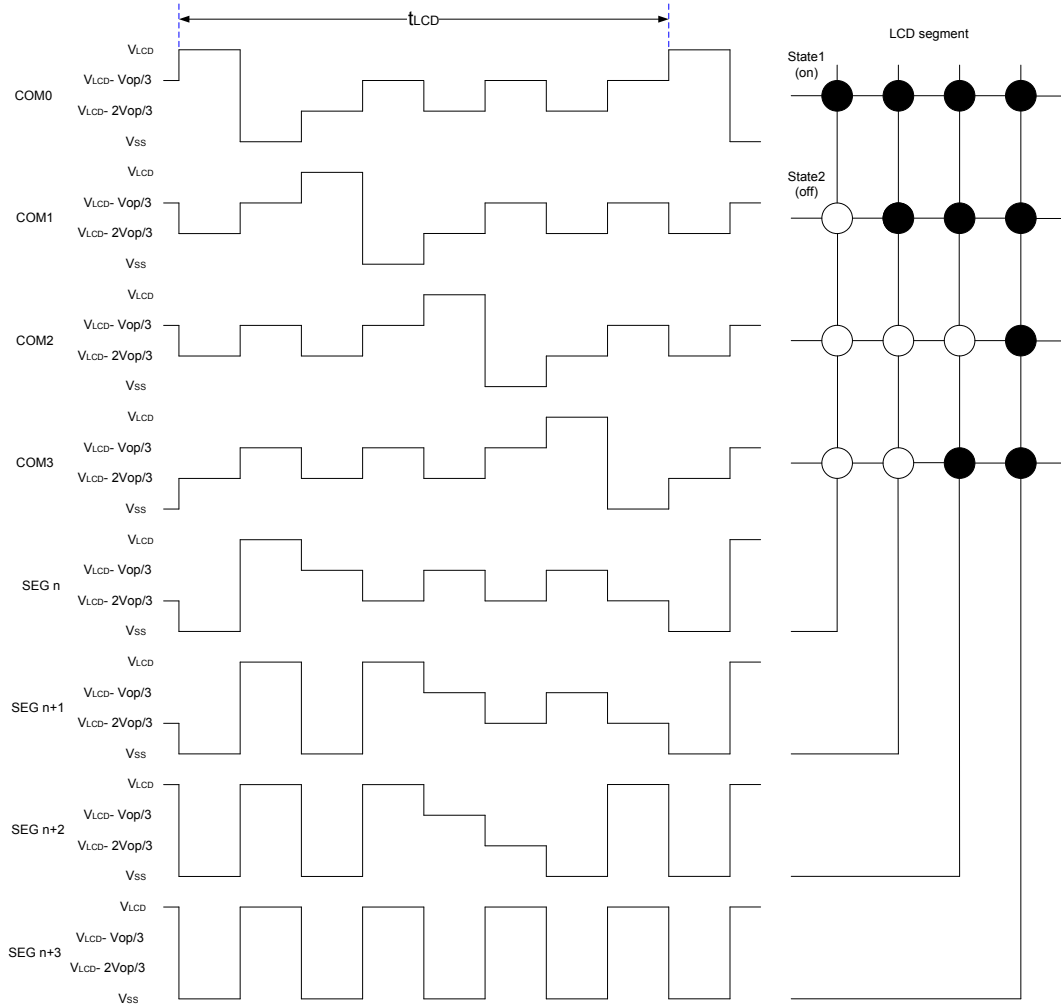 tLCD
LCD segment
State1
(on)
COM0
VLCD
VLCD- Vop/3
VLCD- 2Vop/3
VSS
State2
(off)
COM1
VLCD
VLCD- Vop/3
VLCD- 2Vop/3
VSS
COM2
VLCD
VLCD- Vop/3
VLCD- 2Vop/3
VSS
COM3
VLCD
VLCD- Vop/3
VLCD- 2Vop/3
VSS
SEG n
VLCD
VLCD- Vop/3
VLCD- 2Vop/3
VSS
SEG n+1
VLCD
VLCD- Vop/3
VLCD- 2Vop/3
VSS
SEG n+2
VLCD
VLCD- Vop/3
VLCD- 2Vop/3
VSS
SEG n+3
VLCD
VLCD- Vop/3
VLCD- 2Vop/3
VSS